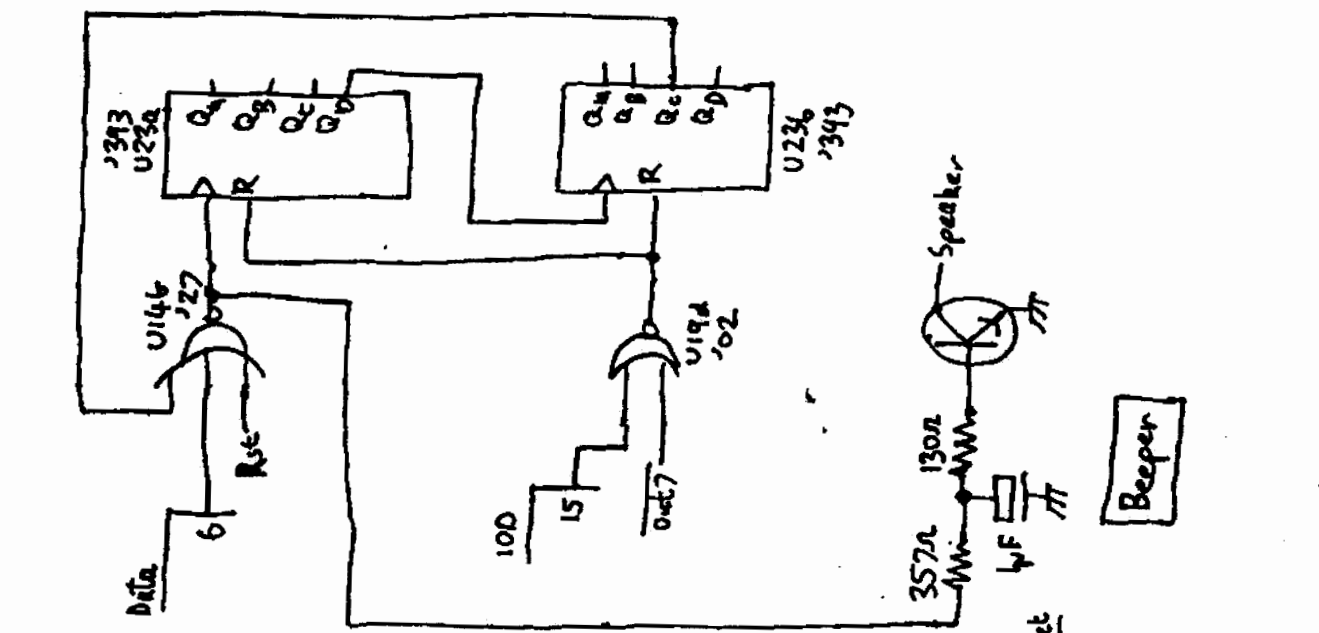 QA QB QC QD
'393
U23a
R
QA QB QC QD
U23b
'393
R
U14b
'27
Rst
6
Data
U19d
'02
15
IOD
Out7
Speaker
130Ω
357Ω
1µF
Beeper